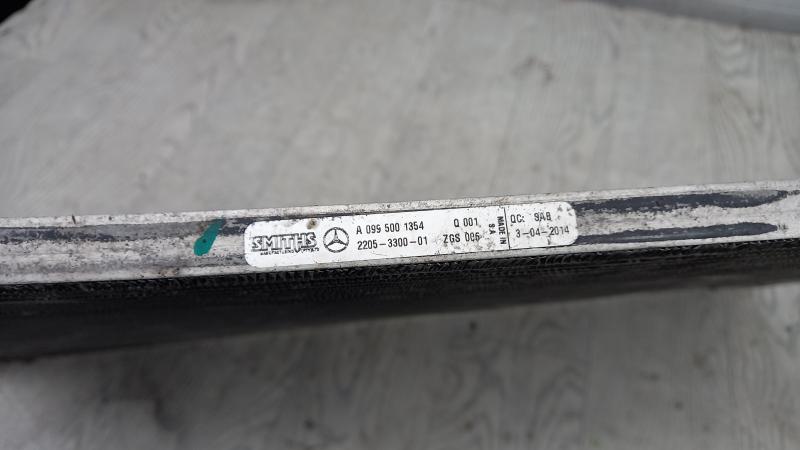 SMITHS
A 099 500 1354 Q 001
2205-3300-01 ZGS 006
MADE IN
S A
QC: SAB
3-04-2014